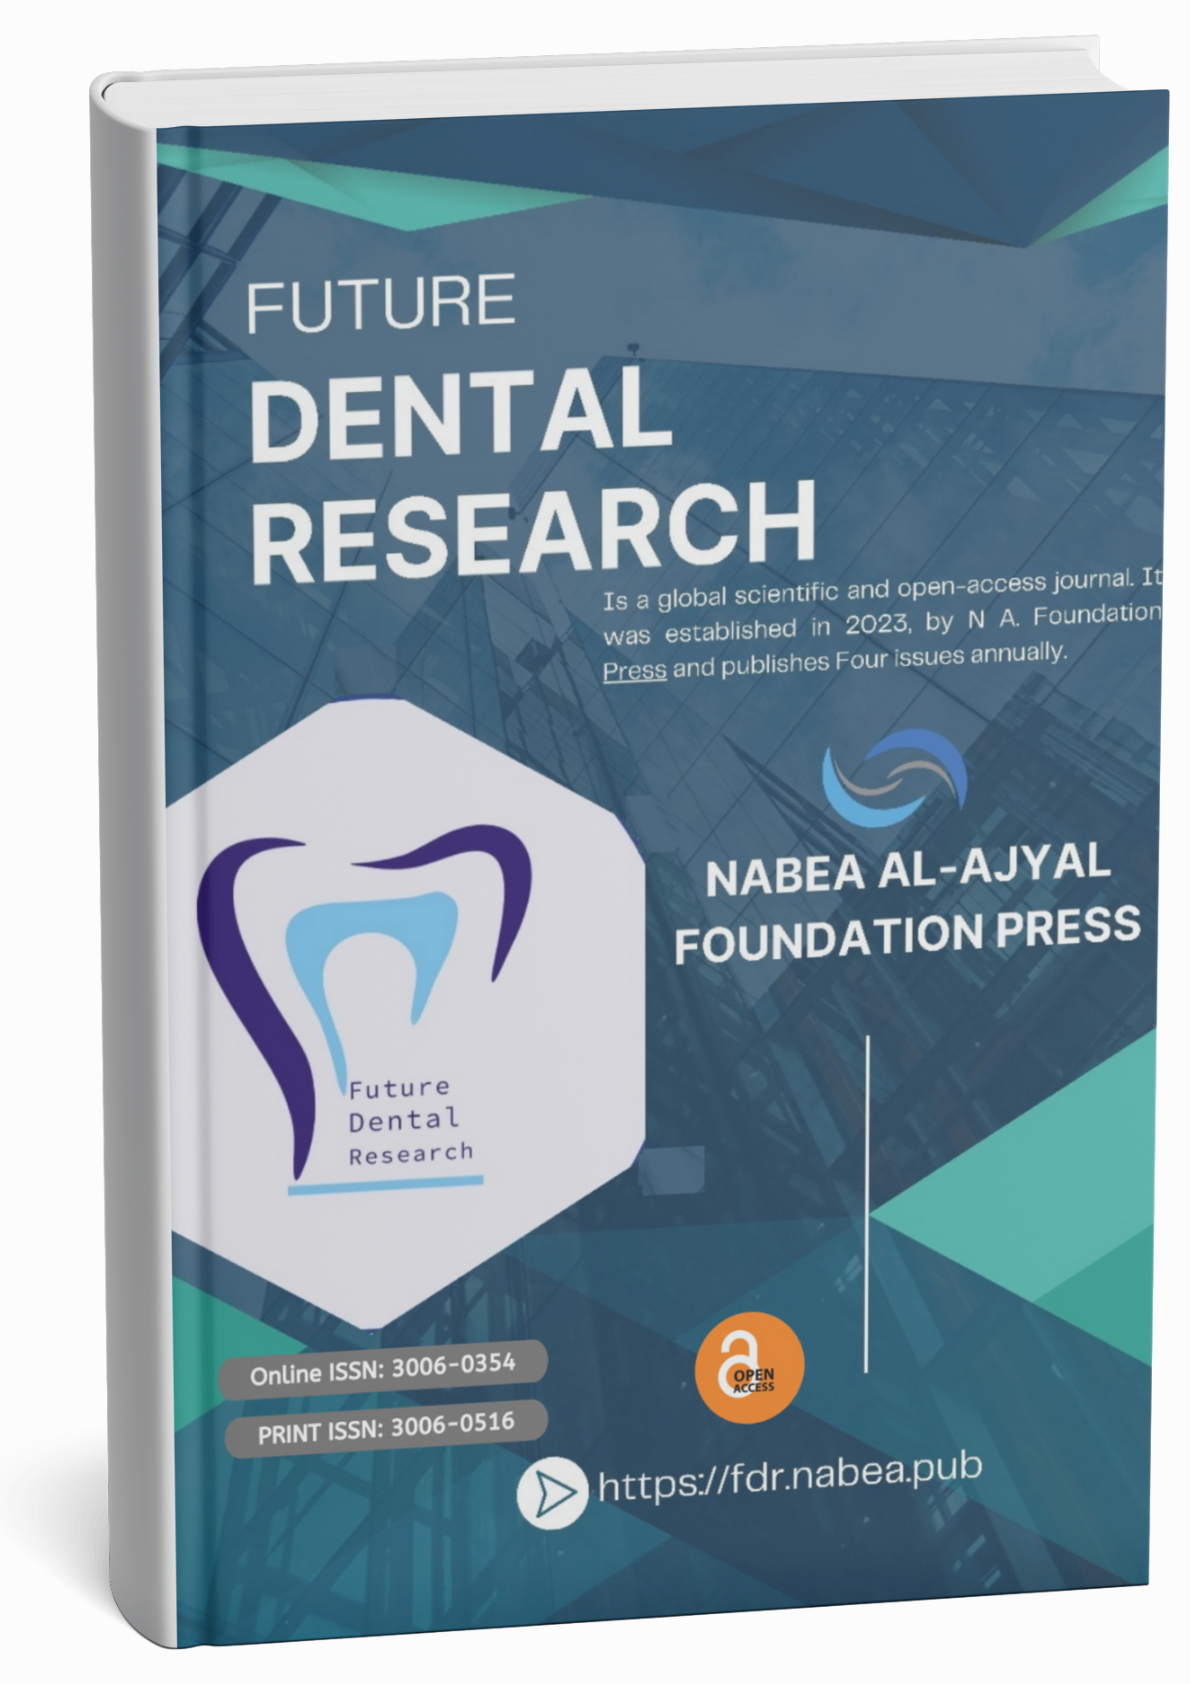 FUTURE
DENTAL
RESEARCH
Is a global scientific and open-access journal. It
was established in 2023, by N A. Foundation
Press and publishes Four issues annually.
NABEA AL-AJYAL
FOUNDATION PRESS
Future
Dental
Research
Online ISSN: 3006-0354
PRINT ISSN: 3006-0516
OPEN
ACCESS
https://fdr.nabea.pub